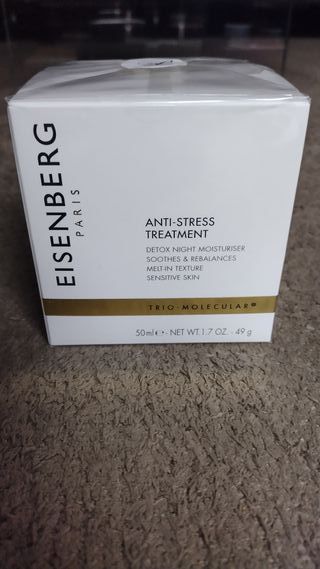 EISENBERG
PARIS
ANTI-STRESS
TREATMENT
DETOX NIGHT MOISTURISER
SOOTHES & REBALANCES
MELT-IN TEXTURE
SENSITIVE SKIN
TRIO-MOLECULAR®
50ml ℮ - NET WT.1.7 OZ. - 49 g